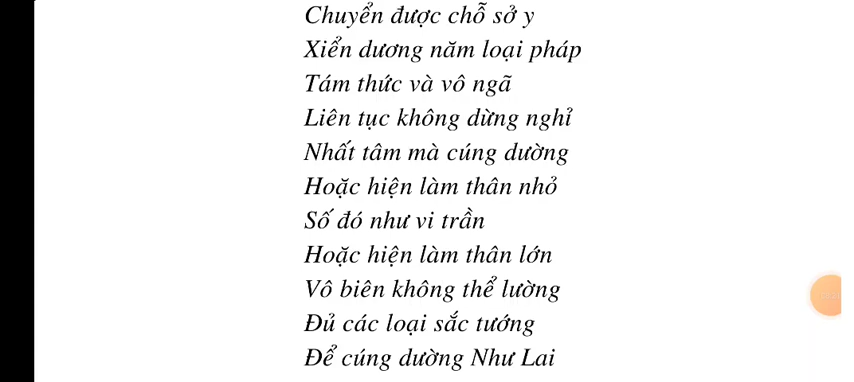 Chuyển được chỗ sở y
Xiển dương năm loại pháp
Tám thức và vô ngã
Liên tục không dừng nghỉ
Nhất tâm mà cúng dường
Hoặc hiện làm thân nhỏ
Số đó như vi trần
Hoặc hiện làm thân lớn
Vô biên không thể lường
Đủ các loại sắc tướng
Để cúng dường Như Lai